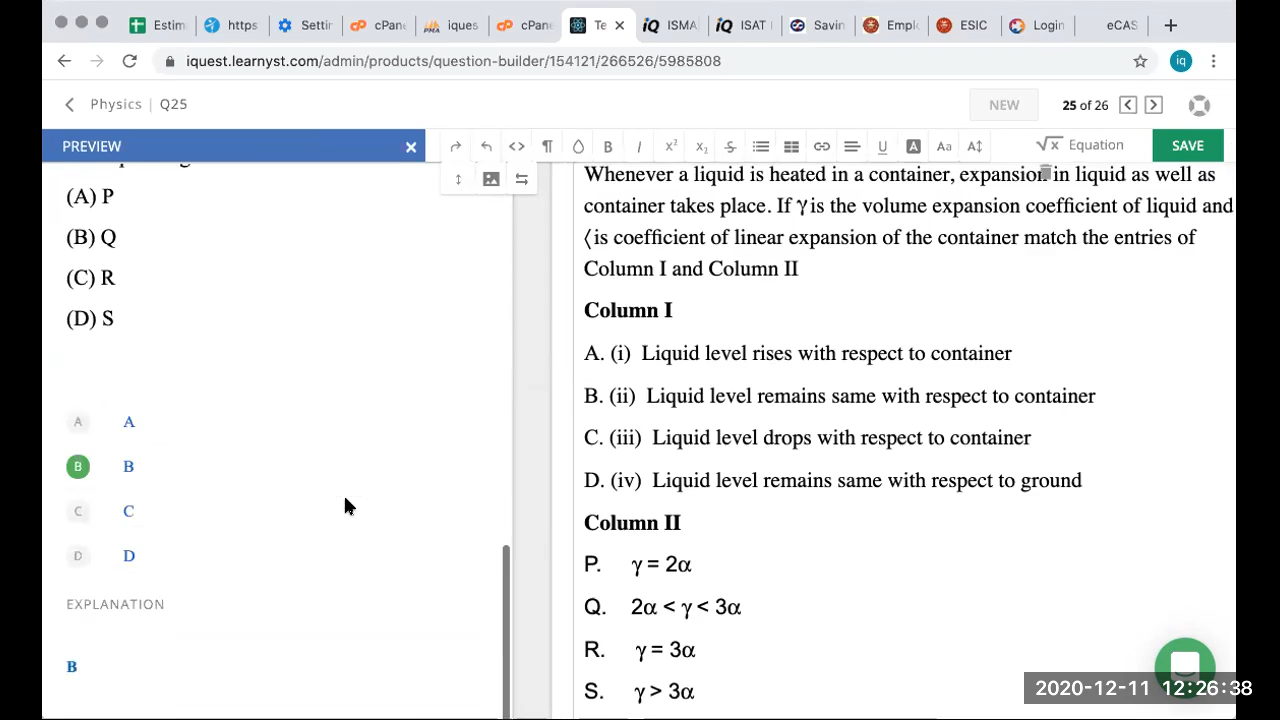 Estim
https
Settir
cPane
iques
cPane
Te
ISMA
ISAT
Savin
Emplo
ESIC
Login
eCAS
iquest.learnyst.com/admin/products/question-builder/154121/266526/5985808
iq
Physics | Q25
NEW
25 of 26
PREVIEW
Equation
SAVE
(A) P
(B) Q
(C) R
(D) S
A A
B B
C C
D D
EXPLANATION
B
Whenever a liquid is heated in a container, expansion in liquid as well as
container takes place. If γ is the volume expansion coefficient of liquid and
⟨ is coefficient of linear expansion of the container match the entries of
Column I and Column II
Column I
A. (i) Liquid level rises with respect to container
B. (ii) Liquid level remains same with respect to container
C. (iii) Liquid level drops with respect to container
D. (iv) Liquid level remains same with respect to ground
Column II
P. γ = 2α
Q. 2α < γ < 3α
R. γ = 3α
S. γ > 3α
2020-12-11 12:26:38